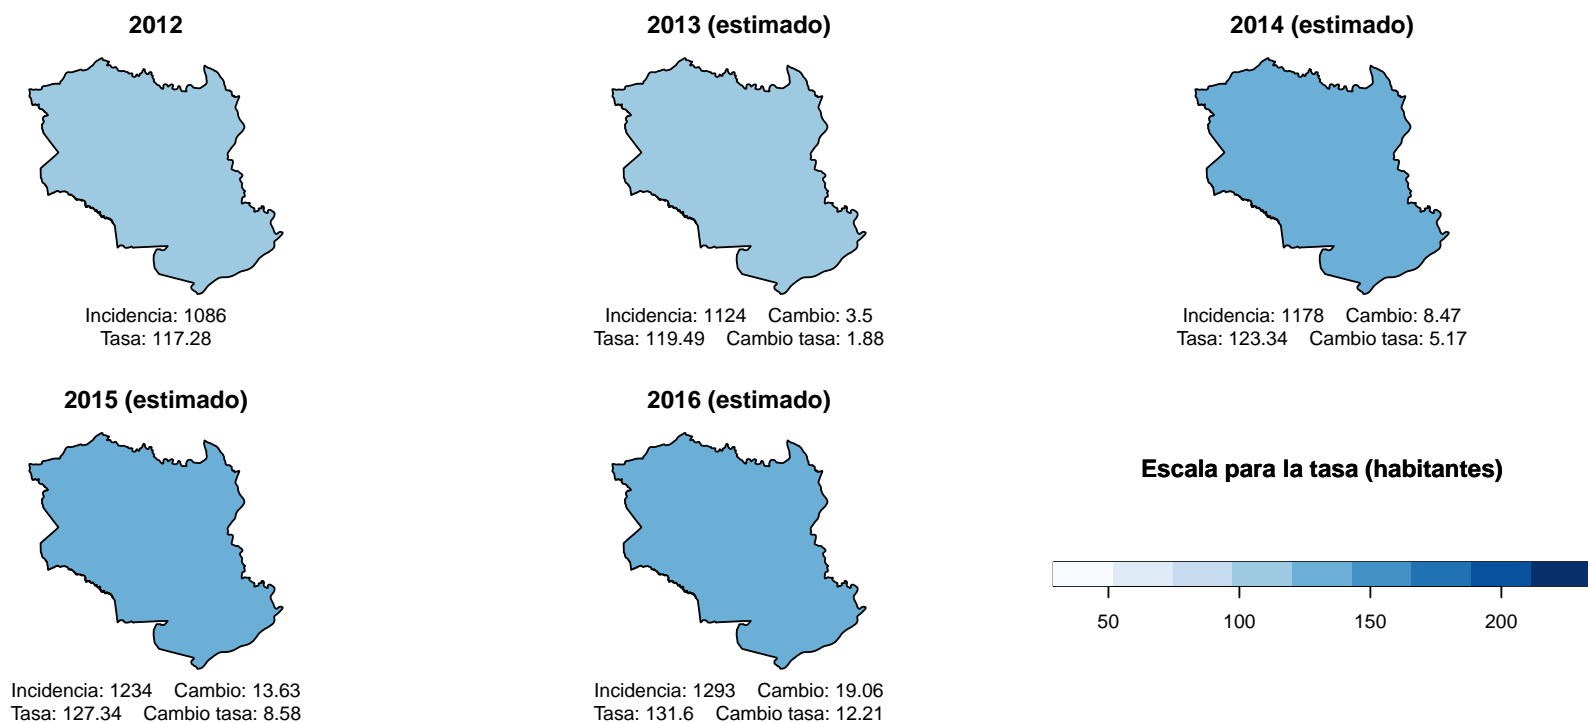 2012
Incidencia: 1086
Tasa: 117.28
2013 (estimado)
Incidencia: 1124 Cambio: 3.5
Tasa: 119.49 Cambio tasa: 1.88
2014 (estimado)
Incidencia: 1178 Cambio: 8.47
Tasa: 123.34 Cambio tasa: 5.17
2015 (estimado)
Incidencia: 1234 Cambio: 13.63
Tasa: 127.34 Cambio tasa: 8.58
2016 (estimado)
Incidencia: 1293 Cambio: 19.06
Tasa: 131.6 Cambio tasa: 12.21
Escala para la tasa (habitantes)
50 100 150 200